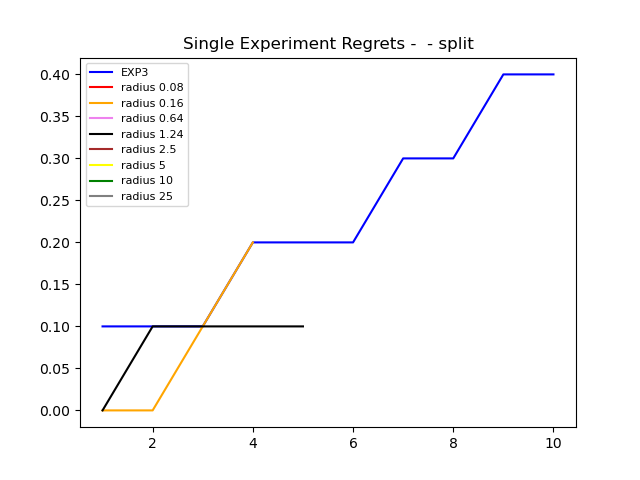 Single Experiment Regrets -  - split
EXP3
radius 0.08
radius 0.16
radius 0.64
radius 1.24
radius 2.5
radius 5
radius 10
radius 25
0.40
0.35
0.30
0.25
0.20
0.15
0.10
0.05
0.00
2 4 6 8 10